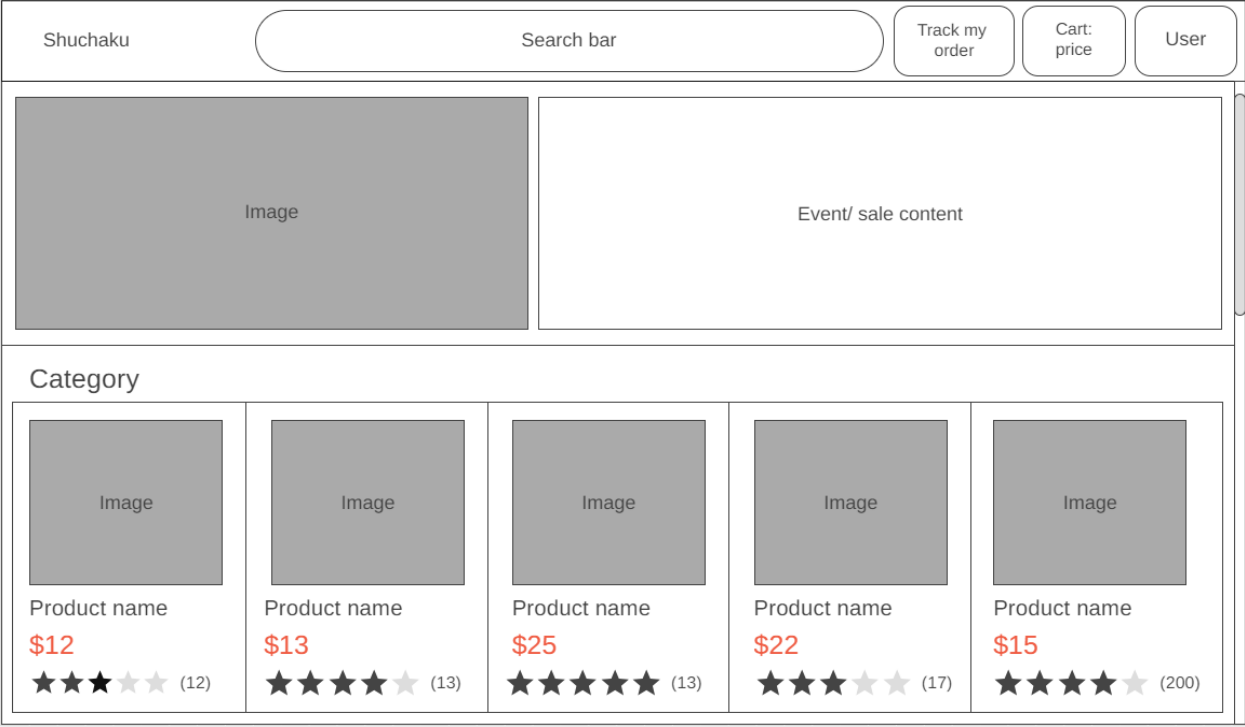 Shuchaku
Search bar
Track my
order
Cart:
price
User
Image
Event/ sale content
Category
Image
Image
Image
Image
Image
Product name
Product name
Product name
Product name
Product name
$12
$13
$25
$22
$15
(12)
(13)
(13)
(17)
(200)